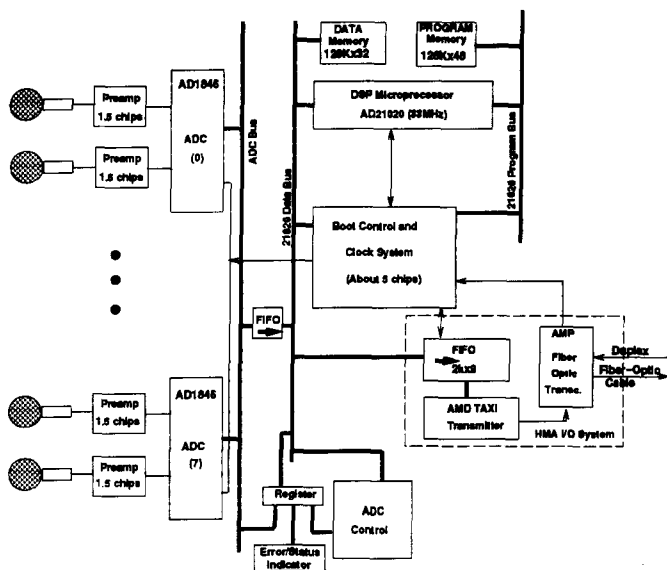 DATA
Memory
128Kx32
PROGRAM
Memory
128Kx48
AD1846
ADC
(0)
Preamp
1.5 chips
Preamp
1.5 chips
ADC Bus
21020 Data Bus
DSP Microprocessor
AD21020 (33MHz)
21020 Program Bus
Boot Control and
Clock System
(About 5 chips)
FIFO
FIFO
2kx9
AMD TAXI
Transmitter
AMP
Fiber
Optic
Transc.
Duplex
Fiber-Optic
Cable
HMA I/O System
AD1846
ADC
(7)
Preamp
1.5 chips
Preamp
1.5 chips
Register
ADC
Control
Error/Status
Indicator